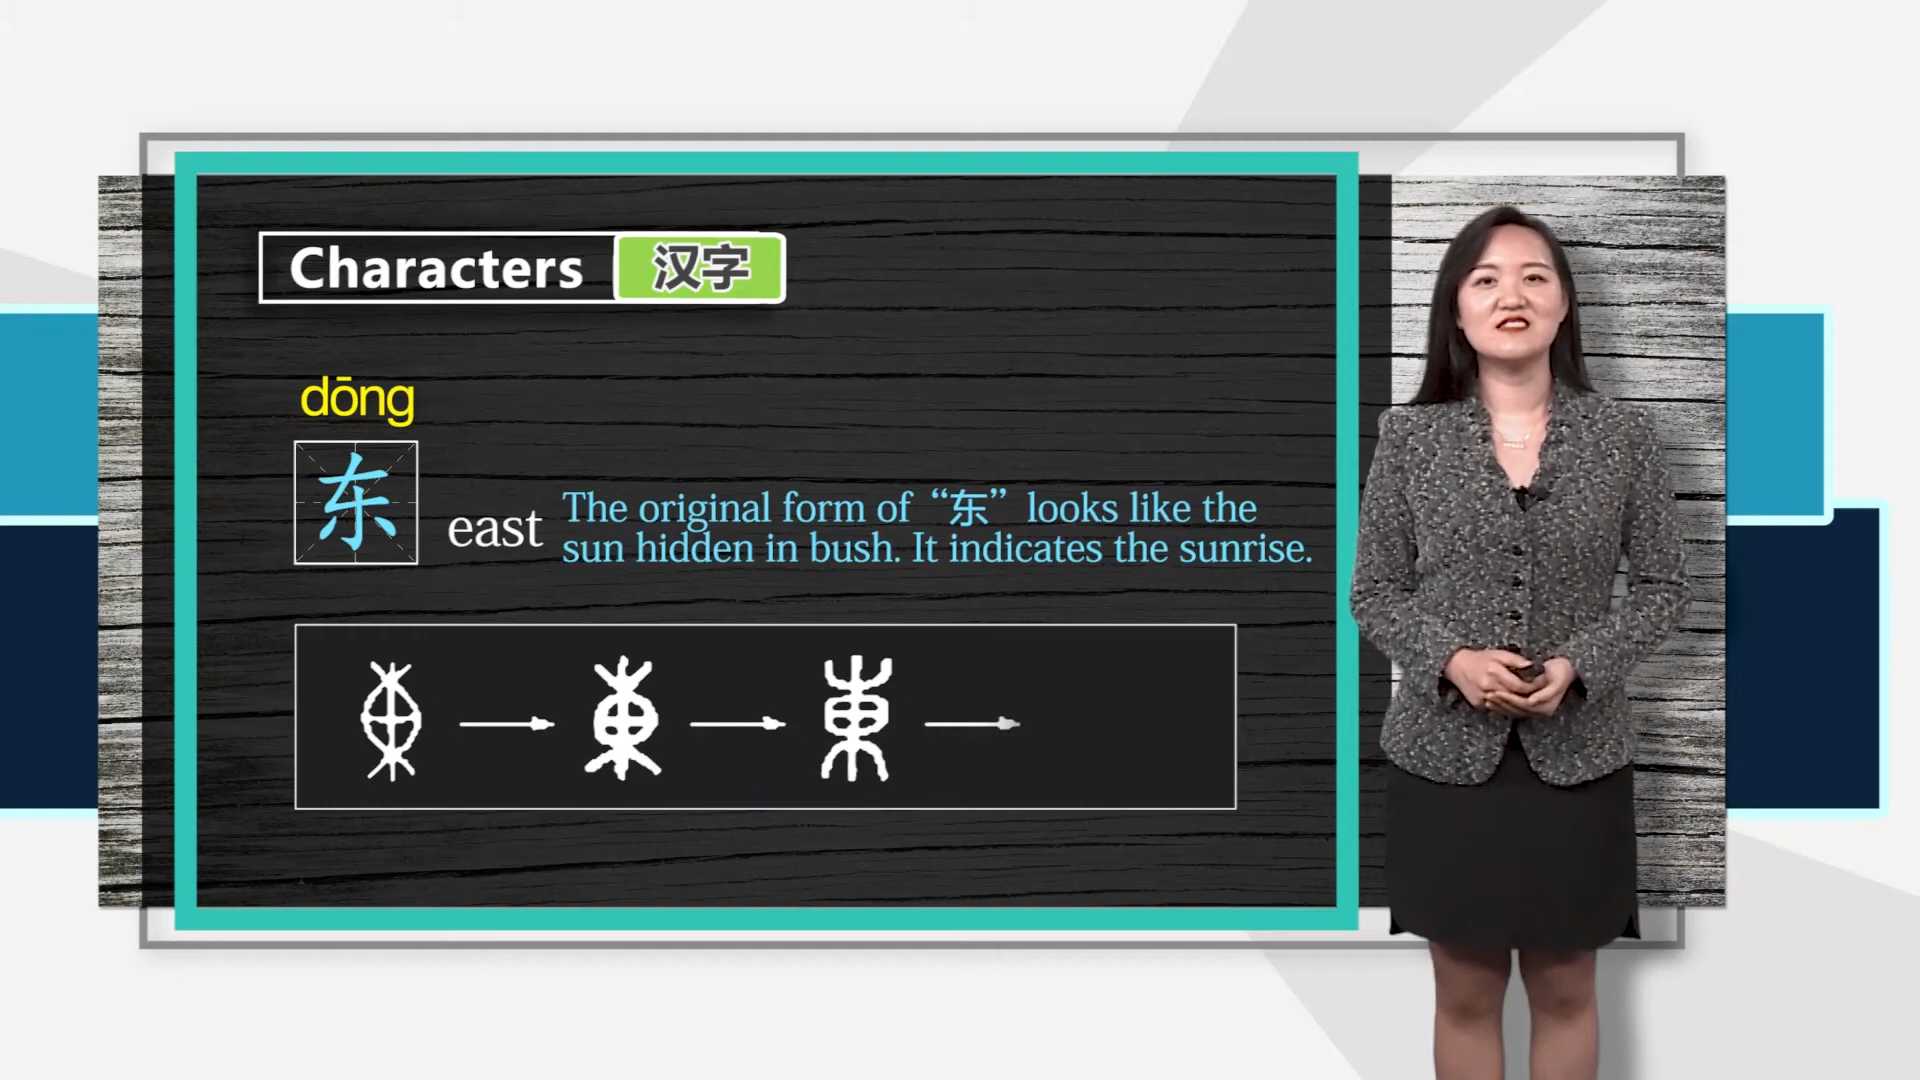 Characters 汉字
dōng
东
east
The original form of “东” looks like the
sun hidden in bush. It indicates the sunrise.